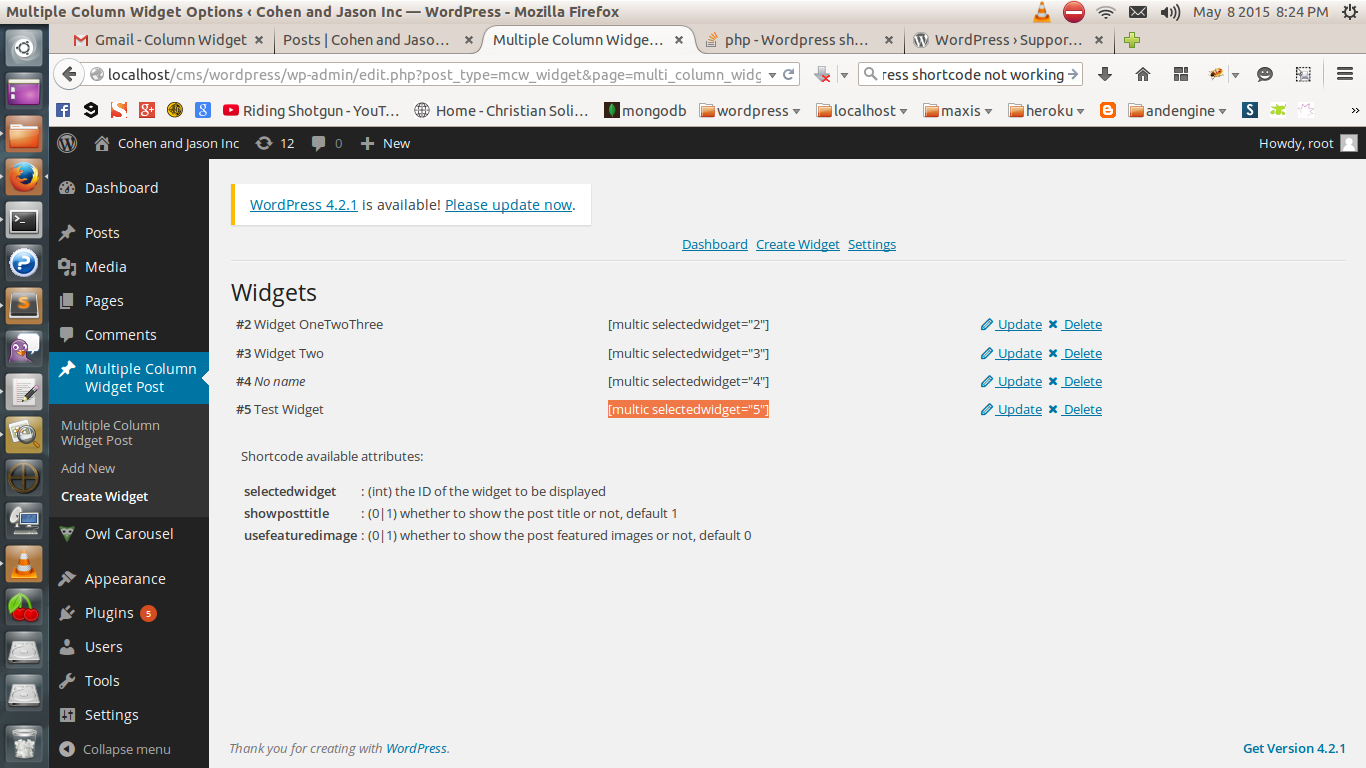 Multiple Column Widget Options ‹ Cohen and Jason Inc — WordPress - Mozilla Firefox
May 8 2015 8:24 PM
Gmail - Column Widget
Posts | Cohen and Jaso...
Multiple Column Widge...
php - Wordpress sh...
WordPress › Suppor...
localhost/cms/wordpress/wp-admin/edit.php?post_type=mcw_widget&page=multi_column_widg
ress shortcode not working
Riding Shotgun - YouT...
Home - Christian Soli...
mongodb
wordpress
localhost
maxis
heroku
andengine
Cohen and Jason Inc
12
0
New
Howdy, root
Dashboard
Posts
Media
Pages
Comments
Multiple Column
Widget Post
Multiple Column
Widget Post
Add New
Create Widget
Owl Carousel
Appearance
Plugins 5
Users
Tools
Settings
Collapse menu
WordPress 4.2.1 is available! Please update now.
Dashboard Create Widget Settings
Widgets
#2 Widget OneTwoThree [multic selectedwidget="2"] Update Delete
#3 Widget Two [multic selectedwidget="3"] Update Delete
#4 No name [multic selectedwidget="4"] Update Delete
#5 Test Widget [multic selectedwidget="5"] Update Delete
Shortcode available attributes:
selectedwidget : (int) the ID of the widget to be displayed
showposttitle : (0|1) whether to show the post title or not, default 1
usefeaturedimage : (0|1) whether to show the post featured images or not, default 0
Thank you for creating with WordPress.
Get Version 4.2.1